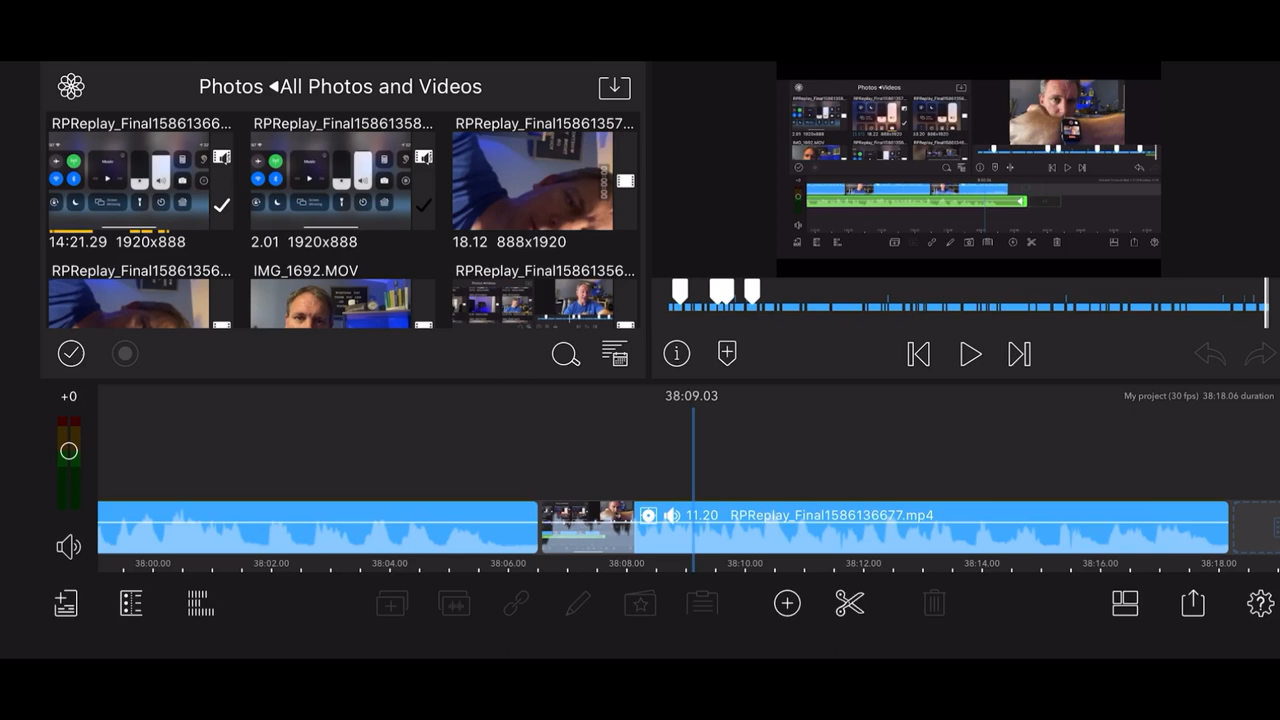 Photos ◀All Photos and Videos
RPReplay_Final15861366... RPReplay_Final15861358... RPReplay_Final15861357...
14:21.29 1920x888 2.01 1920x888 18.12 888x1920
RPReplay_Final15861356... IMG_1692.MOV RPReplay_Final15861356...
Photos ◀Videos
+0
38:09.03
My project (30 fps) 38:18.06 duration
11.20 RPReplay_Final1586136677.mp4
38:00.00 38:02.00 38:04.00 38:06.00 38:08.00 38:10.00 38:12.00 38:14.00 38:16.00 38:18.00